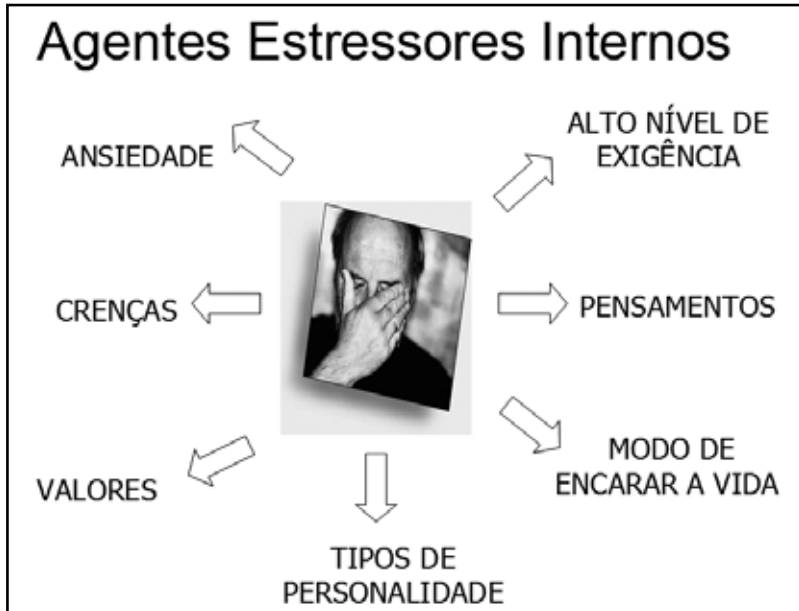 Agentes Estressores Internos
ANSIEDADE
ALTO NÍVEL DE
EXIGÊNCIA
CRENÇAS
PENSAMENTOS
VALORES
MODO DE
ENCARAR A VIDA
TIPOS DE
PERSONALIDADE